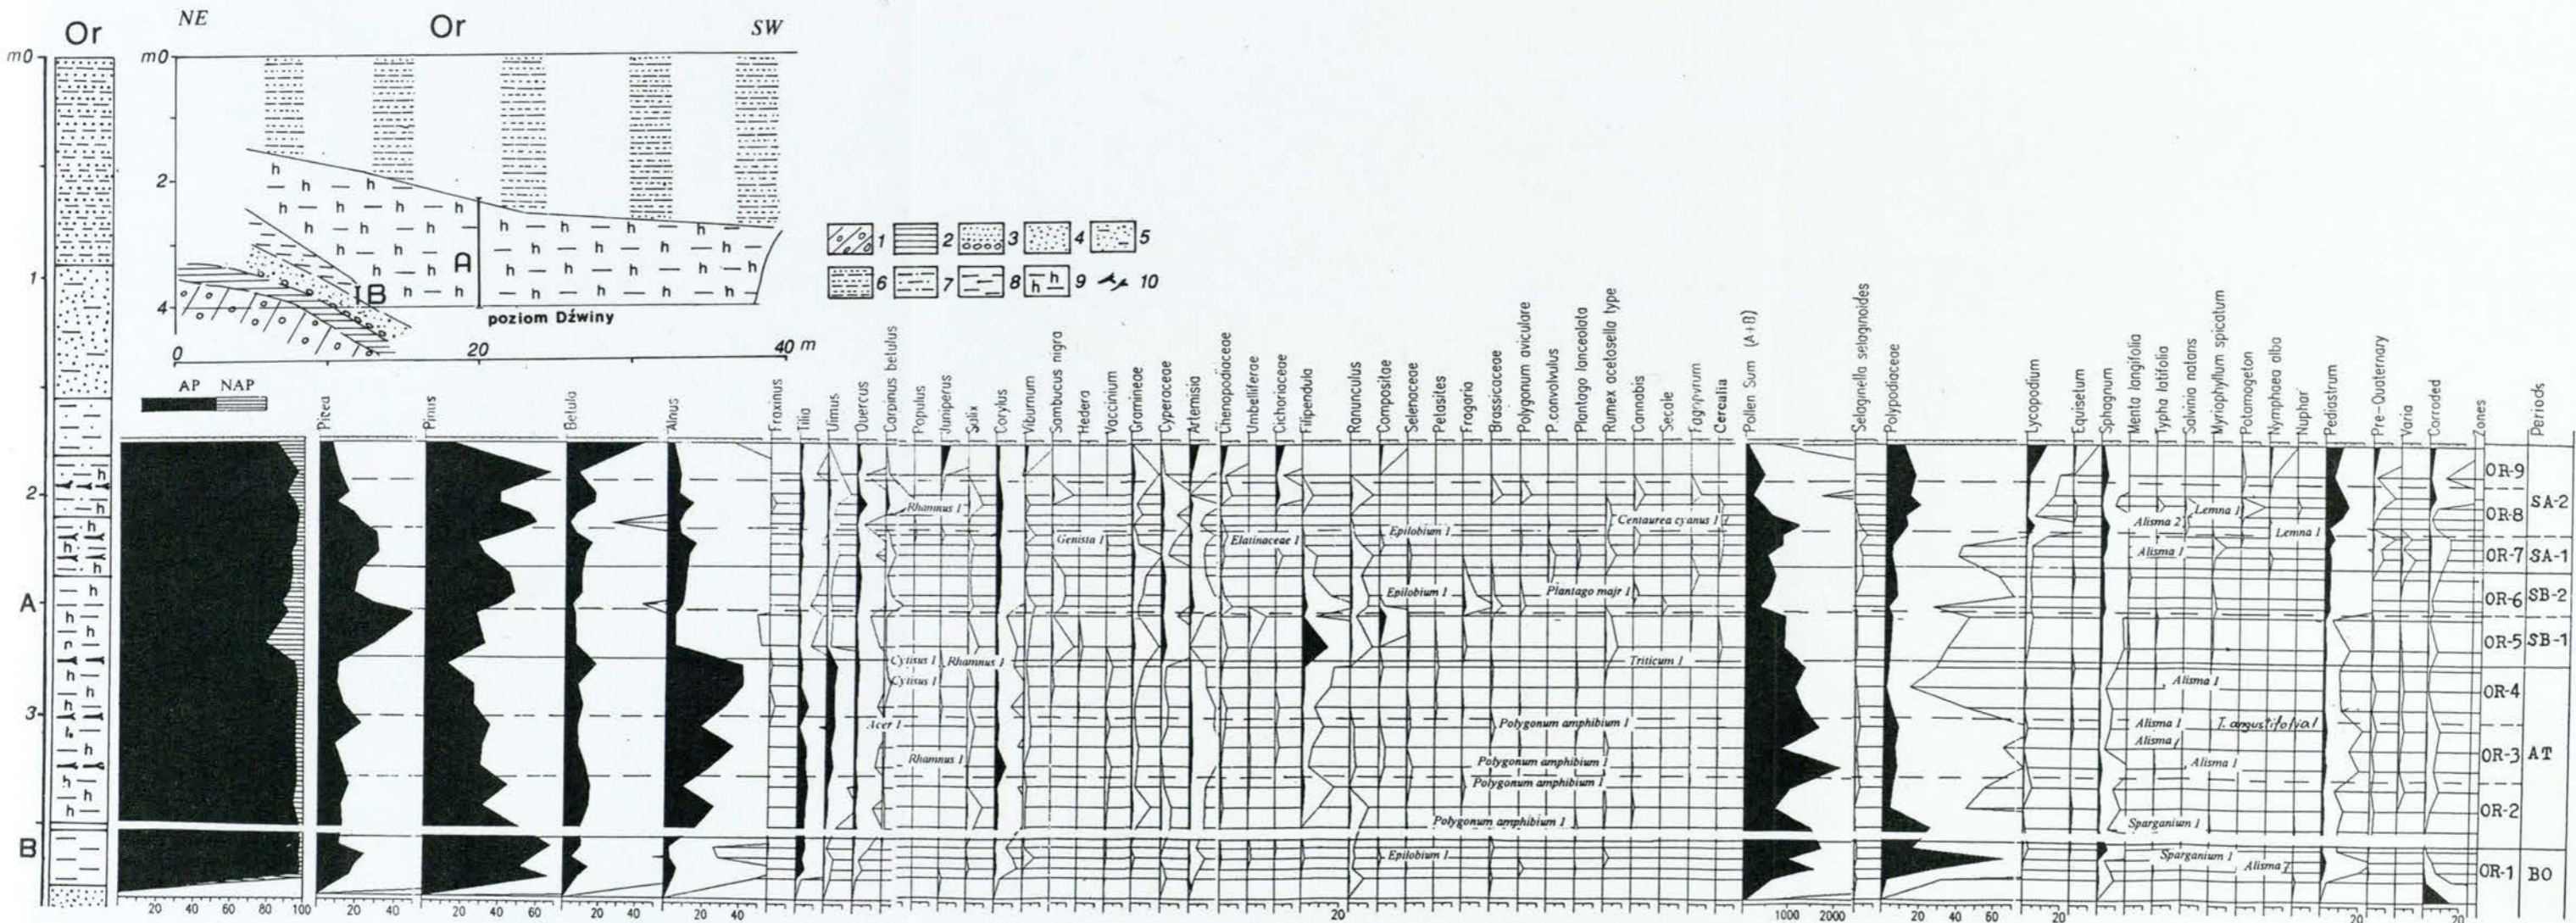 Or
NE Or SW
m0
m0
h
h h
h h h h
h h h h h
h h h h h h h h
h h A h h h h h
B h h h h h h h
2
4
poziom Dźwiny
0 20 40 m
1 2 3 4 5
6 7 8 9 10
1
2
A
3
B
AP NAP
Picea
Pinus
Betula
Alnus
Fraxinus
Tilia
Ulmus
Quercus
Carpinus betulus
Populus
Juniperus
Salix
Corylus
Viburnum
Sambucus nigra
Hedera
Vaccinium
Gramineae
Cyperaceae
Artemisia
Chenopodiaceae
Umbelliferae
Cichoriaceae
Filipendula
Ranunculus
Compositae
Selenaceae
Petasites
Fragaria
Brassicaceae
Polygonum aviculare
P.convolvulus
Plantago lanceolata
Rumex acetosella type
Cannabis
Secale
Fagopyrum
Cerealia
Pollen Sum (A+B)
Selaginella selaginoides
Polypodiaceae
Lycopodium
Equisetum
Sphagnum
Menta langifolia
Typha latifolia
Salvinia natans
Myriophyllum spicatum
Potamogeton
Nymphaea alba
Nuphar
Pediastrum
Pre-Quaternary
Varia
Corroded
Zones
Periods
OR-9
Rhamnus 1 Lemna 1 SA-2
Centaurea cyanus 1 Alisma 2 OR-8
Genista 1 Elatinaceae 1 Epilobium 1 Lemna 1
Alisma 1 OR-7 SA-1
Epilobium 1 Plantago majr 1 OR-6 SB-2
OR-5 SB-1
Cytisus 1 Rhamnus 1 Triticum 1
Cytisus 1 Alisma 1 OR-4
Acer 1 Polygonum amphibium 1 Alisma 1 T. angustifolia 1
Alisma 1
Rhamnus 1 Polygonum amphibium 1 Alisma 1 OR-3 AT
Polygonum amphibium 1
OR-2
Polygonum amphibium 1 Sparganium 1
Epilobium 1 Sparganium 1
Alisma 7 OR-1 BO
20 40 60 80 100 20 40 20 40 60 20 40 20 40 20 1000 2000 20 40 60 20 20 20